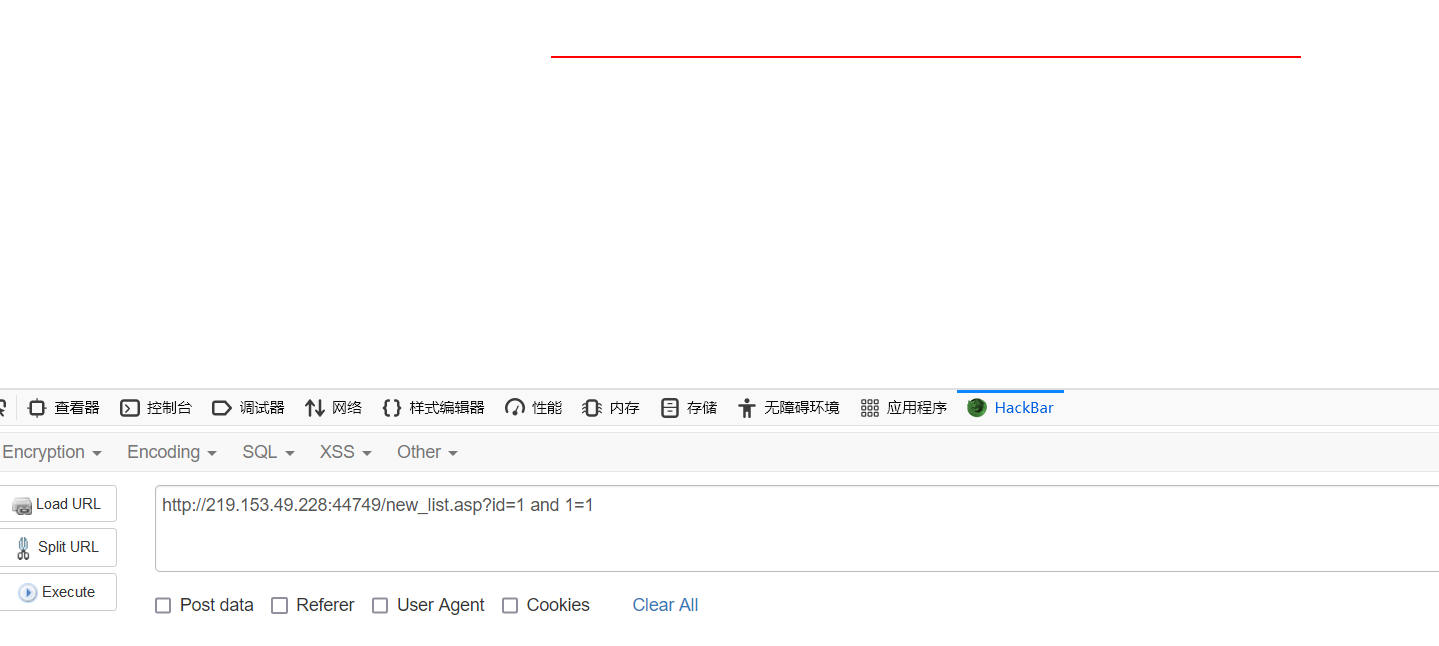 查看器 控制台 调试器 网络 样式编辑器 性能 内存 存储 无障碍环境 应用程序 HackBar
Encryption Encoding SQL XSS Other
Load URL http://219.153.49.228:44749/new_list.asp?id=1 and 1=1
Split URL
Execute
Post data Referer User Agent Cookies Clear All